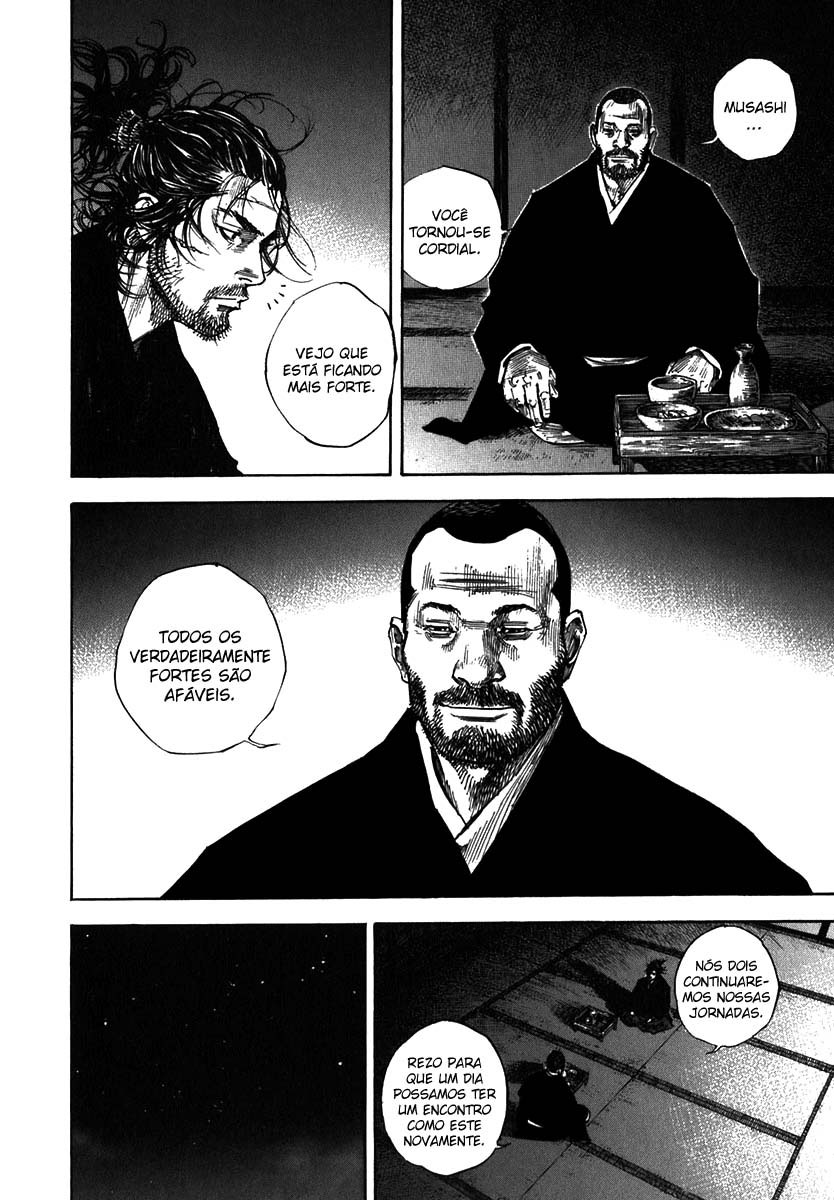 MUSASHI
...
VOCÊ
TORNOU-SE
CORDIAL.
VEJO QUE
ESTÁ FICANDO
MAIS FORTE.
TODOS OS
VERDADEIRAMENTE
FORTES SÃO
AFÁVEIS.
NÓS DOIS
CONTINUARE-
MOS NOSSAS
JORNADAS.
REZO PARA
QUE UM DIA
POSSAMOS TER
UM ENCONTRO
COMO ESTE
NOVAMENTE.